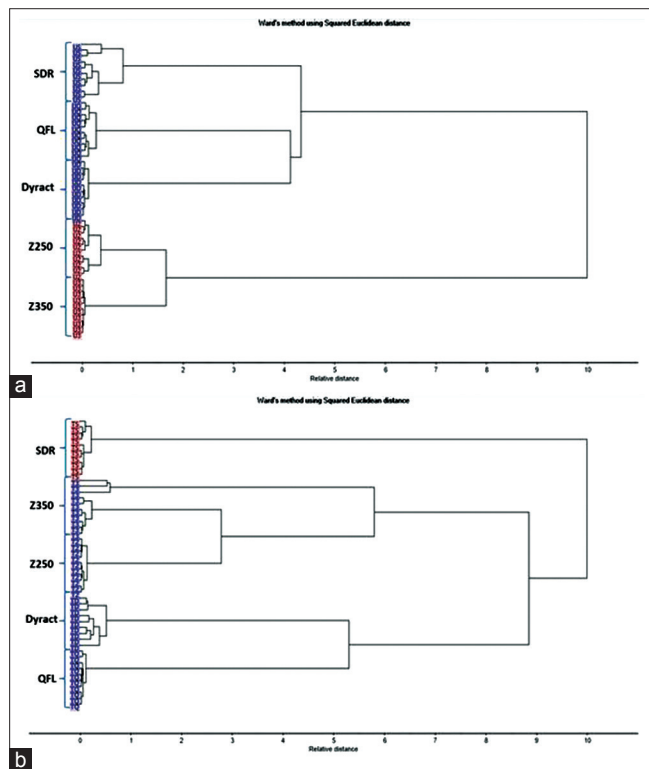 Ward's method using Squared Euclidean distance
SDR
QFL
Dyract
Z250
Z350
0 1 2 3 4 5 6 7 8 9 10
Relative distance
a
Ward's method using Squared Euclidean distance
SDR
Z350
Z250
Dyract
QFL
0 1 2 3 4 5 6 7 8 9 10
Relative distance
b